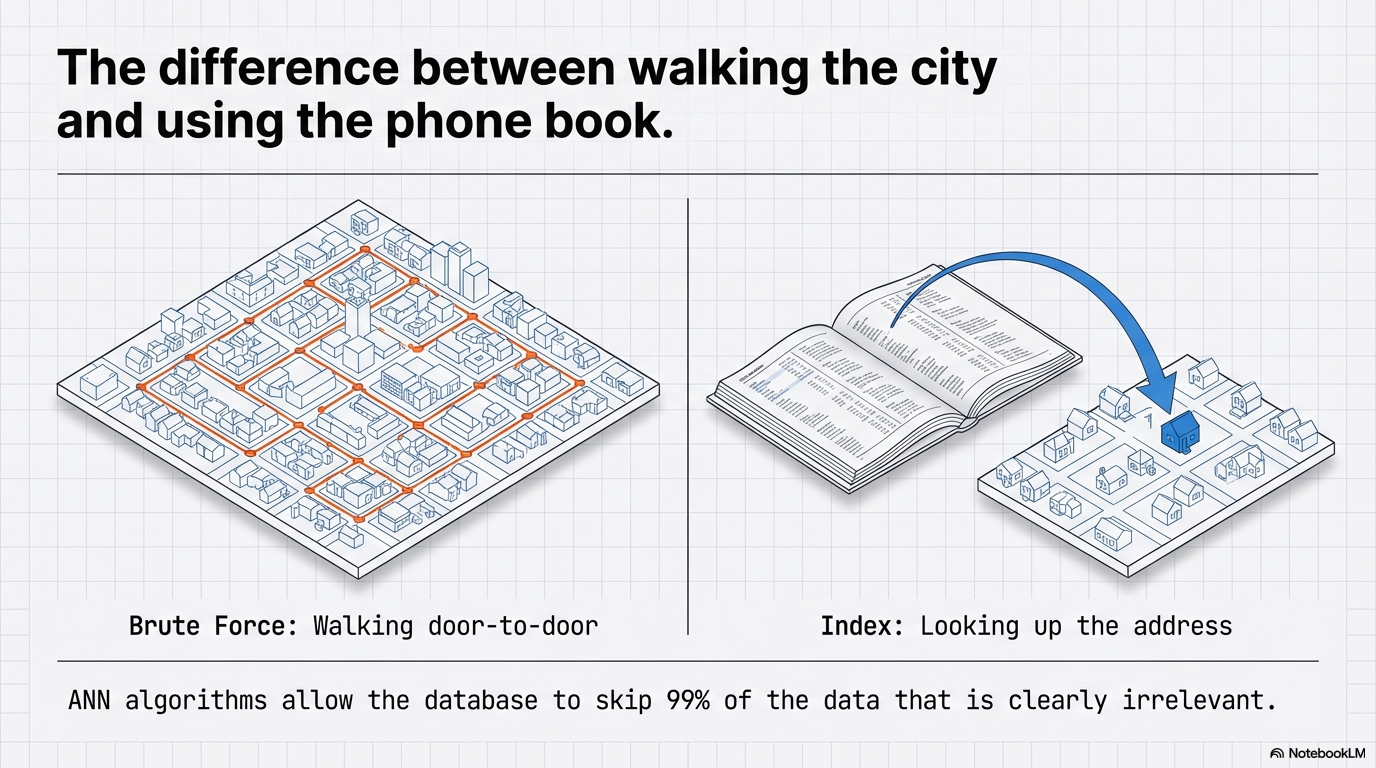 The difference between walking the city
and using the phone book.
Brute Force: Walking door-to-door
Index: Looking up the address
ANN algorithms allow the database to skip 99% of the data that is clearly irrelevant.
NotebookLM